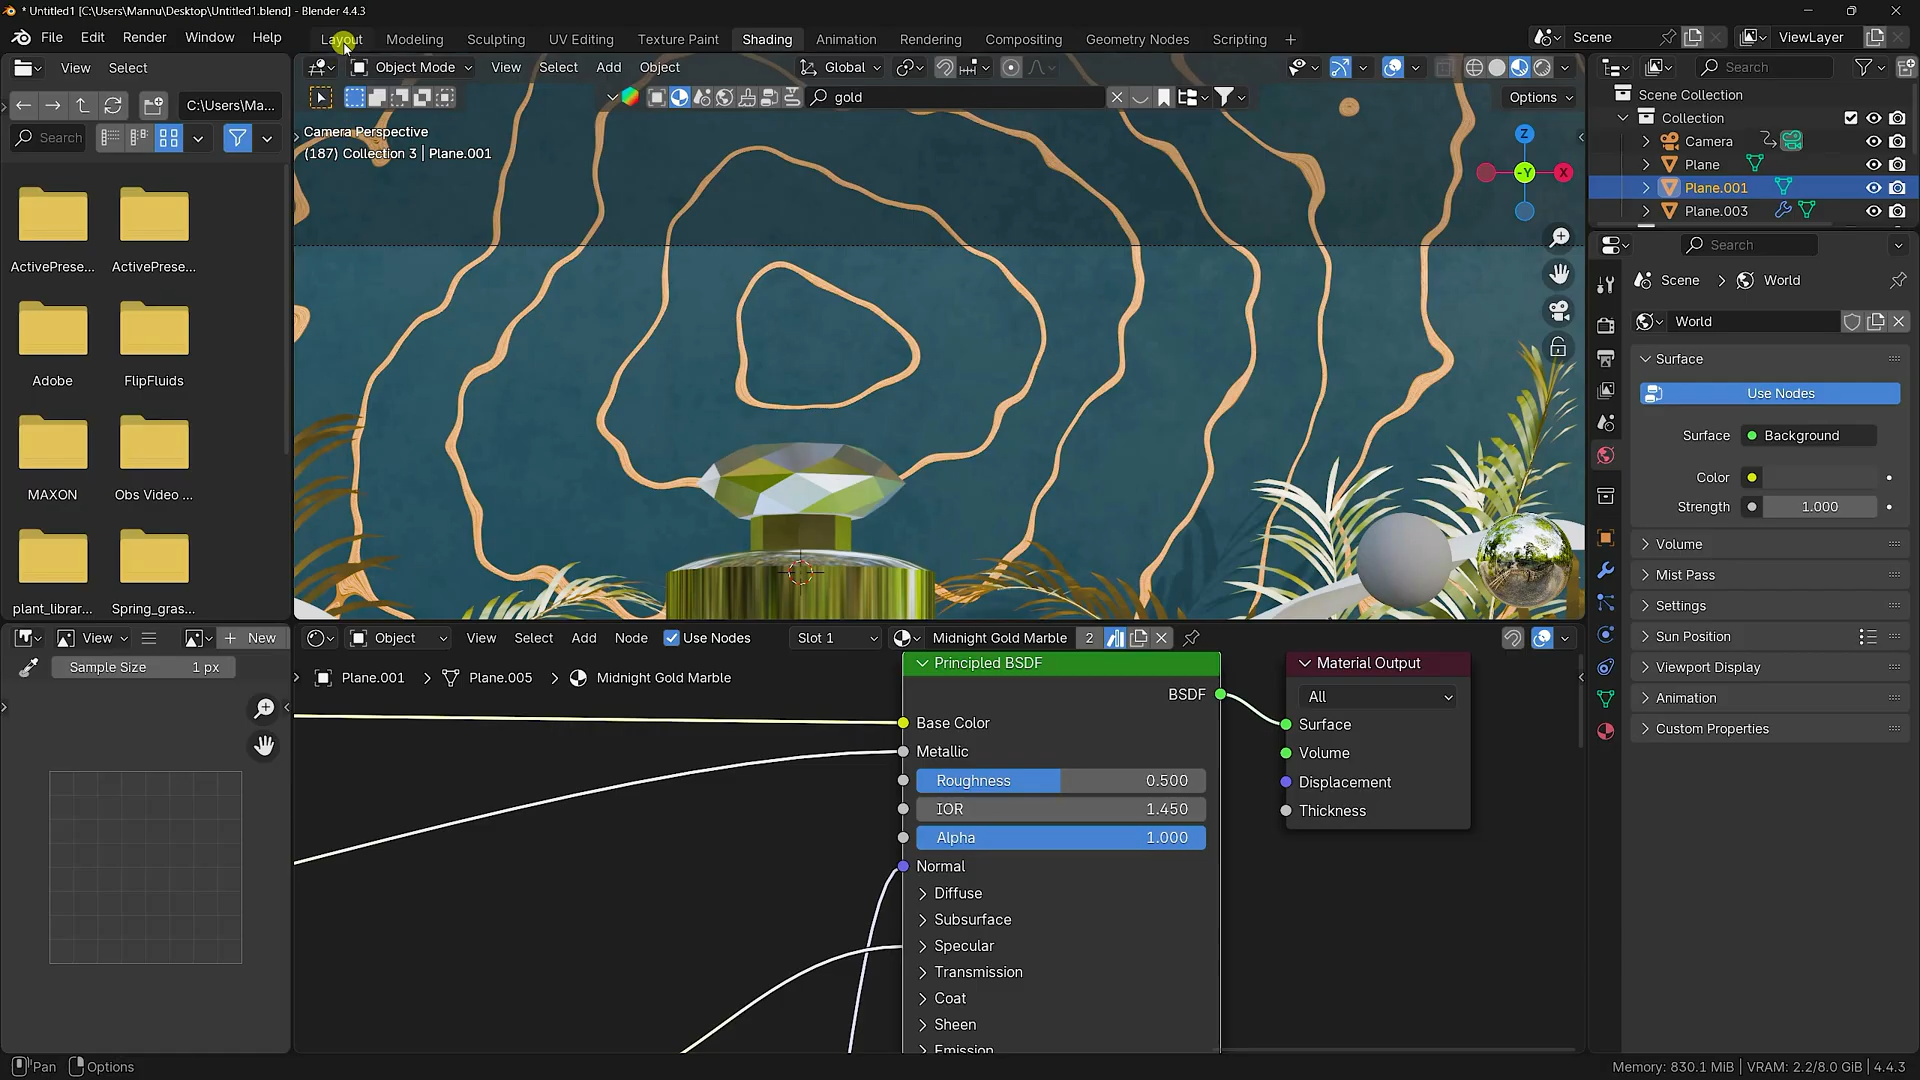 * Untitled1 [C:\Users\Mannu\Desktop\Untitled1.blend] - Blender 4.4.3
File Edit Render Window Help
Layout Modeling Sculpting UV Editing Texture Paint Shading Animation Rendering Compositing Geometry Nodes Scripting +
Scene ViewLayer
View Select
Object Mode View Select Add Object Global
Search
C:\Users\Ma...
gold
Options
Search
Camera Perspective
(187) Collection 3 | Plane.001
Z
-Y X
Scene Collection
Collection
Camera
Plane
Plane.001
Plane.003
ActivePrese... ActivePrese...
Adobe FlipFluids
MAXON Obs Video ...
plant_librar... Spring_gras...
Search
Scene > World
World
Surface
Use Nodes
Surface Background
Color
Strength 1.000
Volume
Mist Pass
Settings
Sun Position
Viewport Display
Animation
Custom Properties
View + New
Sample Size 1 px
Object View Select Add Node Use Nodes Slot 1 Midnight Gold Marble 2
Plane.001 > Plane.005 > Midnight Gold Marble
Principled BSDF
BSDF
Base Color
Metallic
Roughness 0.500
IOR 1.450
Alpha 1.000
Normal
Diffuse
Subsurface
Specular
Transmission
Coat
Sheen
Emission
Material Output
All
Surface
Volume
Displacement
Thickness
Pan Options
Memory: 830.1 MiB | VRAM: 2.2/8.0 GiB | 4.4.3